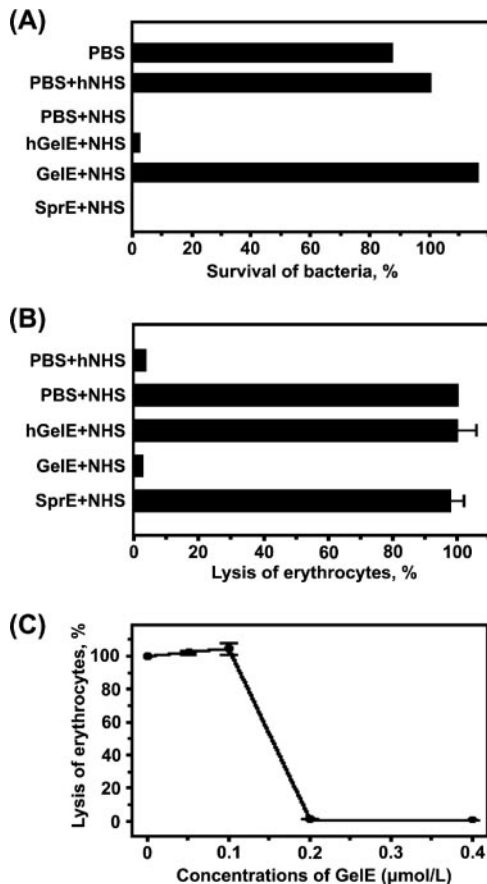 (A)
PBS
PBS+hNHS
PBS+NHS
hGelE+NHS
GelE+NHS
SprE+NHS
0 20 40 60 80 100
Survival of bacteria, %
(B)
PBS+hNHS
PBS+NHS
hGelE+NHS
GelE+NHS
SprE+NHS
0 20 40 60 80 100
Lysis of erythrocytes, %
(C)
Lysis of erythrocytes, %
100
80
60
40
20
0
0 0.1 0.2 0.3 0.4
Concentrations of GelE (µmol/L)